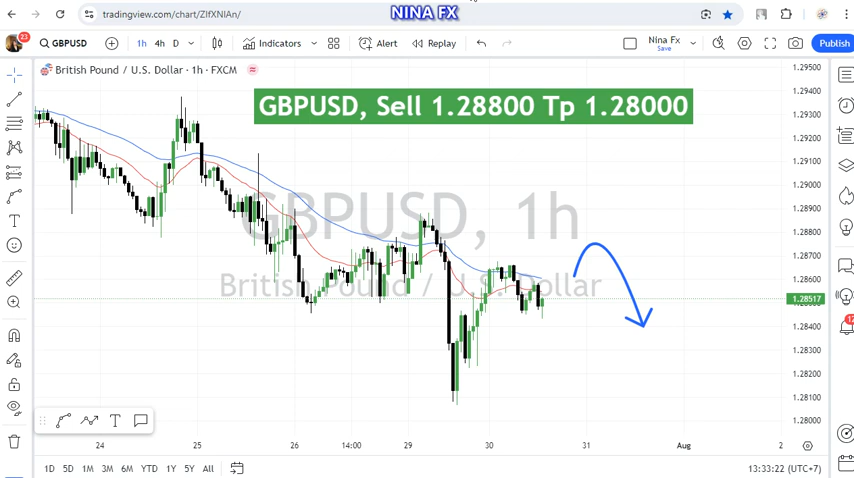 NINA FX
tradingview.com/chart/ZIfXNIAn/
23
GBPUSD
1h 4h D
Indicators
Alert
Replay
Nina Fx
Save
Publish
British Pound / U.S. Dollar · 1h · FXCM
GBPUSD, Sell 1.28800 Tp 1.28000
GBPUSD, 1h
British Pound / U.S. Dollar
1.29500
1.29400
1.29300
1.29200
1.29100
1.29000
1.28900
1.28800
1.28700
1.28600
1.28517
1.28400
1.28300
1.28200
1.28100
1.28000
24 25 26 14:00 29 30 31 Aug 2
1D 5D 1M 3M 6M YTD 1Y 5Y All
13:33:22 (UTC+7)